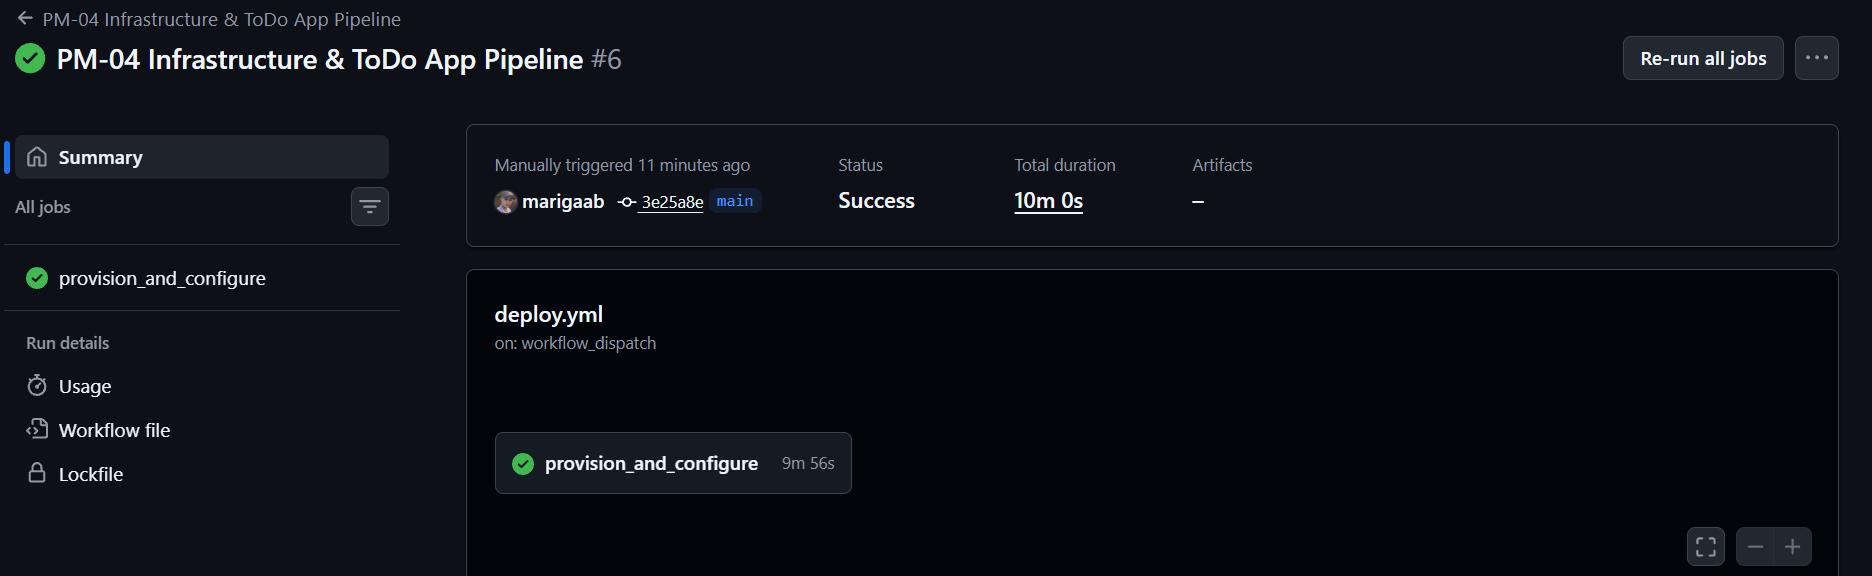 PM-04 Infrastructure & ToDo App Pipeline
PM-04 Infrastructure & ToDo App Pipeline #6
Re-run all jobs
Summary
All jobs
provision_and_configure
Run details
Usage
Workflow file
Lockfile
Manually triggered 11 minutes ago
marigaab 3e25a8e main
Status
Success
Total duration
10m 0s
Artifacts
–
deploy.yml
on: workflow_dispatch
provision_and_configure 9m 56s